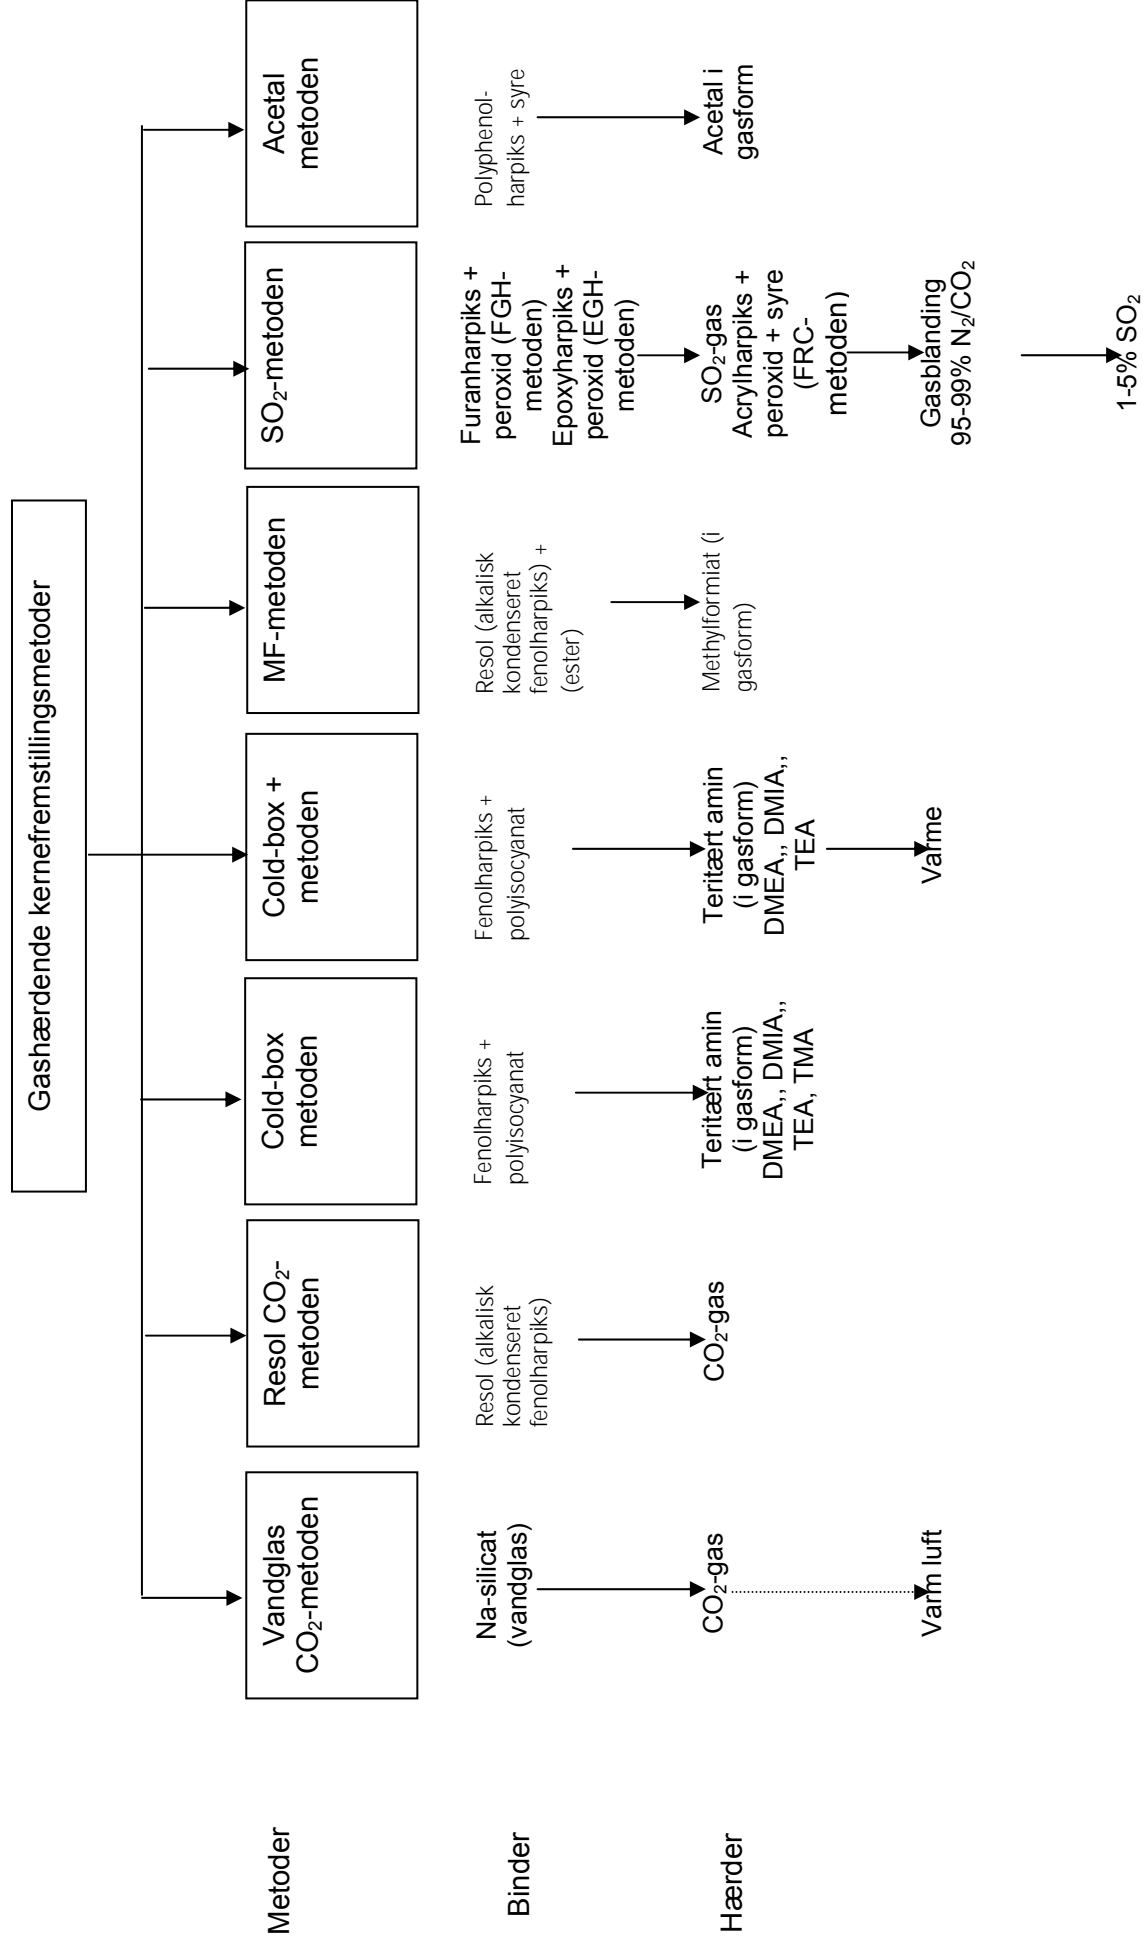 Gashærdende kernefremstillingsmetoder
Metoder
Vandglas
CO₂-metoden
Resol CO₂-
metoden
Cold-box
metoden
Cold-box +
metoden
MF-metoden
SO₂-metoden
Acetal
metoden
Binder
Na-silicat
(vandglas)
Resol (alkalisk
kondenseret
fenolharpiks)
Fenolharpiks +
polyisocyanat
Fenolharpiks +
polyisocyanat
Resol (alkalisk
kondenseret
fenolharpiks) +
(ester)
Furanharpiks +
peroxid (FGH-
metoden)
Epoxyharpiks +
peroxid (EGH-
metoden)
Polyphenol-
harpiks + syre
Hærder
CO₂-gas
Varm luft
CO₂-gas
Teritært amin
(i gasform)
DMEA,, DMIA,,
TEA, TMA
Teritært amin
(i gasform)
DMEA,, DMIA,,
TEA
Varme
Methylformiat (i
gasform)
SO₂-gas
Acrylharpiks +
peroxid + syre
(FRC-
metoden)
Gasblanding
95-99% N₂/CO₂
1-5% SO₂
Acetal i
gasform